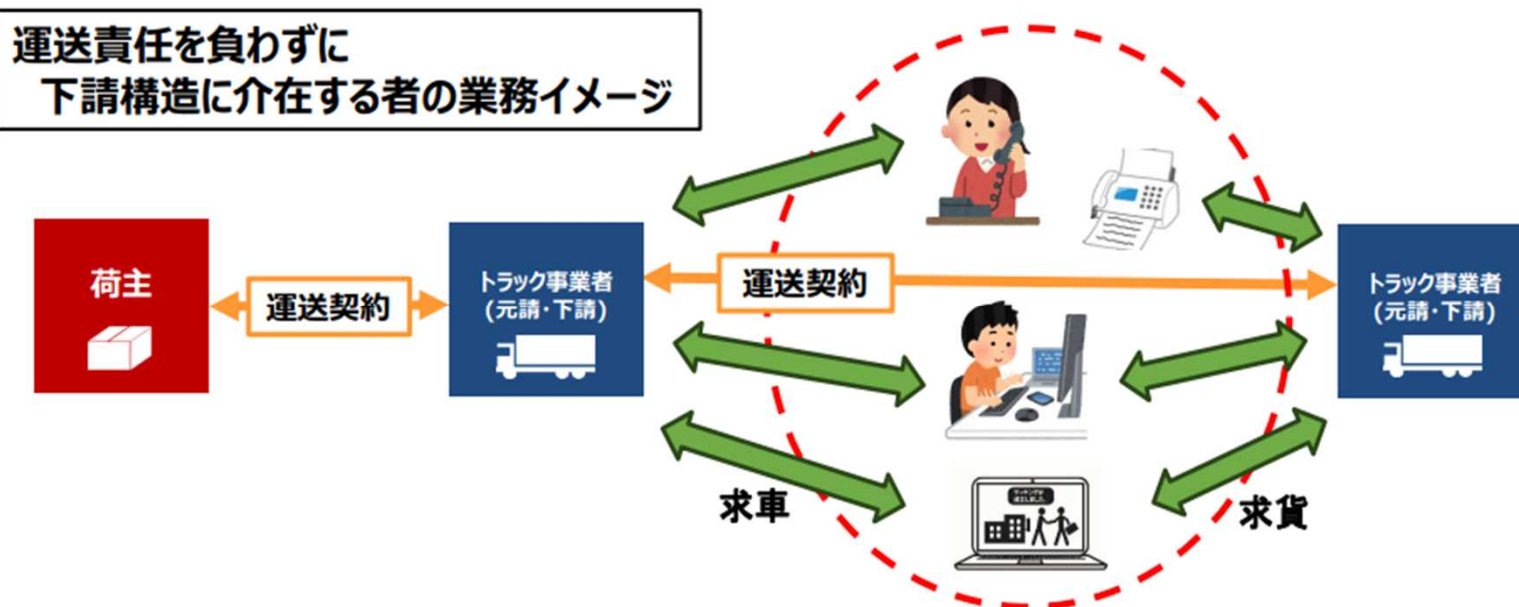 運送責任を負わずに
下請構造に介在する者の業務イメージ
荷主
運送契約
トラック事業者
(元請・下請)
運送契約
トラック事業者
(元請・下請)
求車
求貨